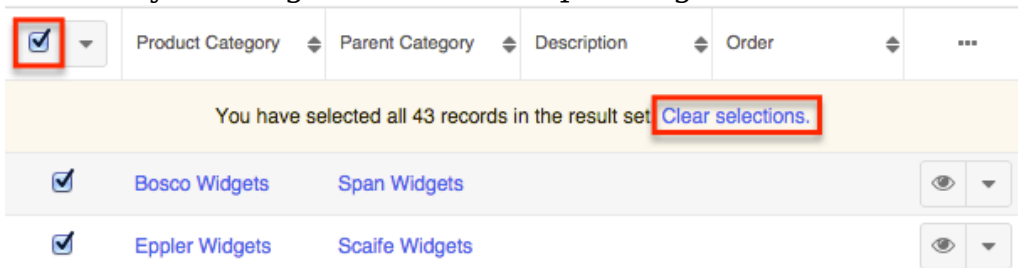 Product Category Parent Category Description Order
You have selected all 43 records in the result set. Clear selections.
Bosco Widgets Span Widgets
Eppler Widgets Scaife Widgets